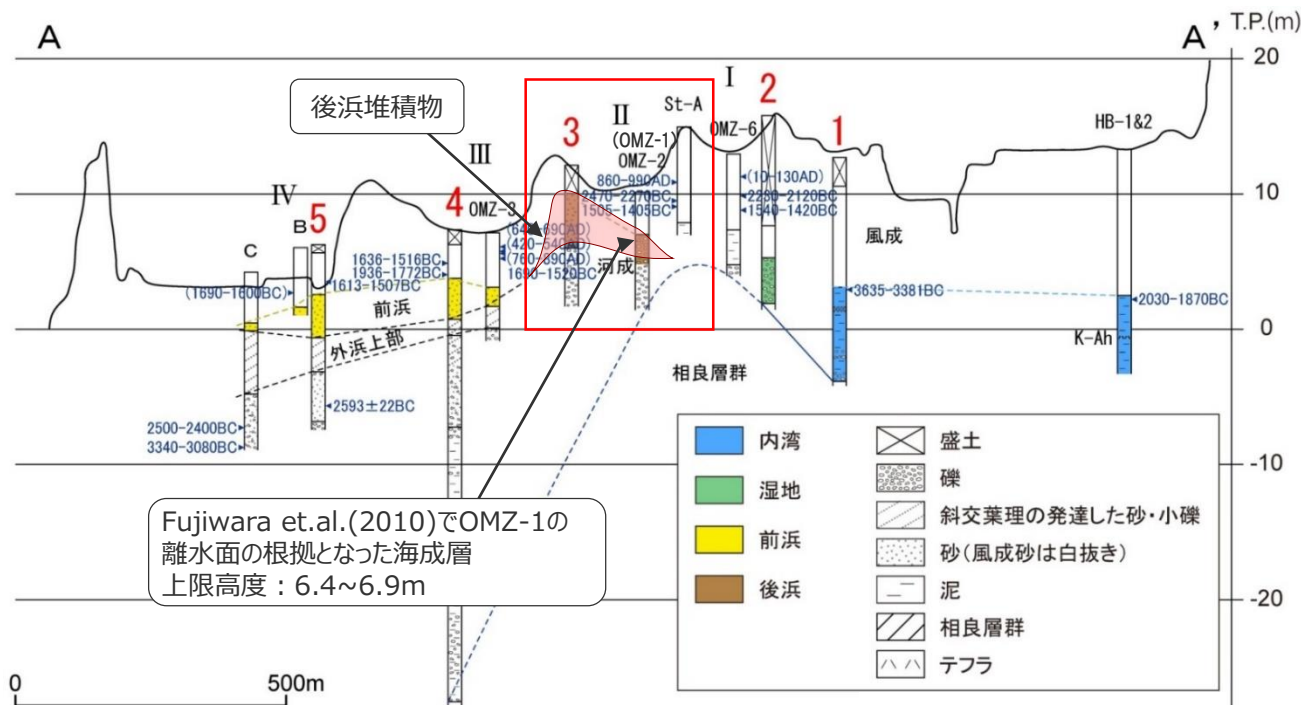 A
A'
T.P.(m)
20
10
0
-10
-20
後浜堆積物
I
II
(OMZ-1)
OMZ-2
St-A
OMZ-6
2
1
HB-1&2
3
III
4
OMZ-3
IV
B
5
C
860-990AD
2470-2270BC
1505-1405BC
(10-130AD)
1540-1420BC
風成
河成
1690-1520BC
1636-1516BC
1936-1772BC
1613-1507BC
(1690-1600BC)
前浜
外浜上部
3635-3381BC
2030-1870BC
K-Ah
相良層群
2593±22BC
2500-2400BC
3340-3080BC
Fujiwara et.al.(2010)でOMZ-1の
離水面の根拠となった海成層
上限高度：6.4~6.9m
内湾
湿地
前浜
後浜
盛土
礫
斜交葉理の発達した砂・小礫
砂(風成砂は白抜き)
泥
相良層群
テフラ
0
500m